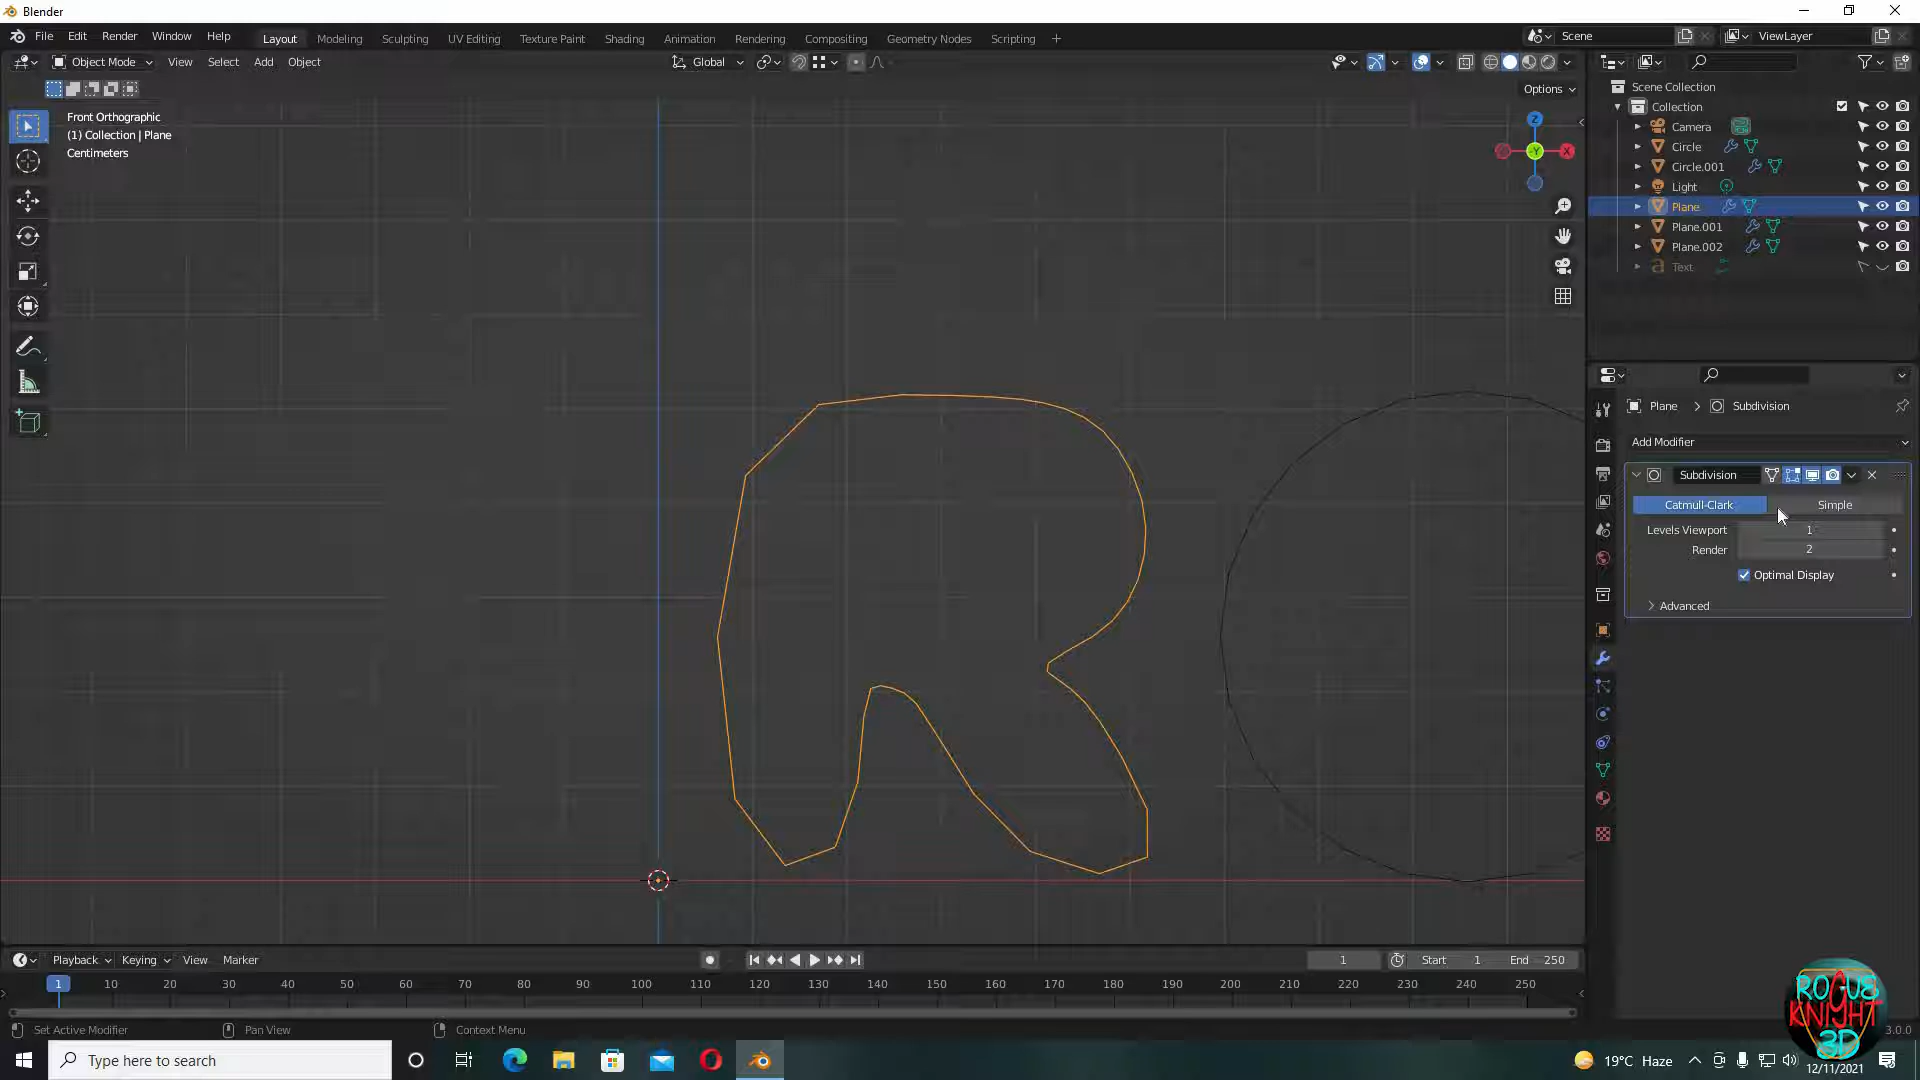 Blender
File Edit Render Window Help
Layout Modeling Sculpting UV Editing Texture Paint Shading Animation Rendering Compositing Geometry Nodes Scripting +
Scene
ViewLayer
Object Mode View Select Add Object
Global
Options
Front Orthographic
(1) Collection | Plane
Centimeters
Z
-Y
X
Scene Collection
Collection
Camera
Circle
Circle.001
Light
Plane
Plane.001
Plane.002
Text
Plane > Subdivision
Add Modifier
Subdivision
Catmull-Clark Simple
Levels Viewport 1
Render 2
Optimal Display
Advanced
Playback Keying View Marker
1
Start 1 End 250
1 10 20 30 40 50 60 70 80 90 100 110 120 130 140 150 160 170 180 190 200 210 220 230 240 250
Set Active Modifier Pan View Context Menu
3.0.0
ROGUE
KNIGHT
3D
Type here to search
19°C Haze
12/11/2021